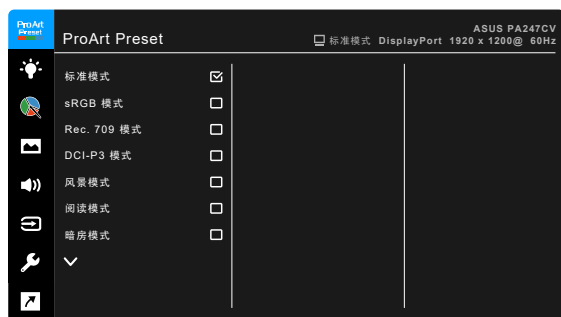 ProArt
Preset
ProArt Preset
ASUS PA247CV
标准模式 DisplayPort 1920 x 1200@ 60Hz
标准模式
sRGB 模式
Rec. 709 模式
DCI-P3 模式
风景模式
阅读模式
暗房模式